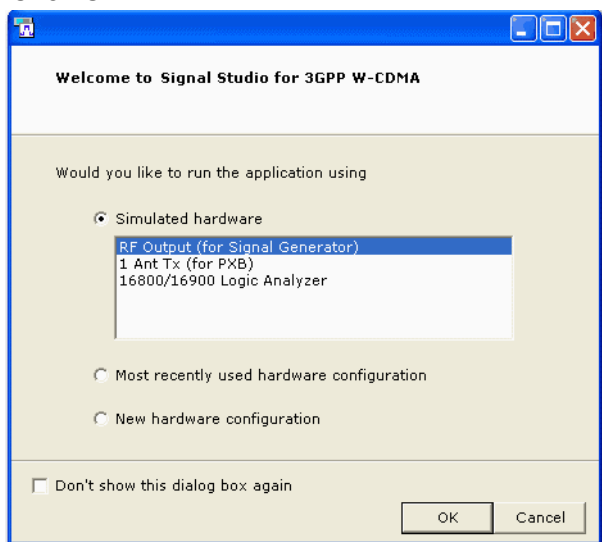 Welcome to Signal Studio for 3GPP W-CDMA
Would you like to run the application using
Simulated hardware
RF Output (for Signal Generator)
1 Ant Tx (for PXB)
16800/16900 Logic Analyzer
Most recently used hardware configuration
New hardware configuration
Don't show this dialog box again
OK Cancel